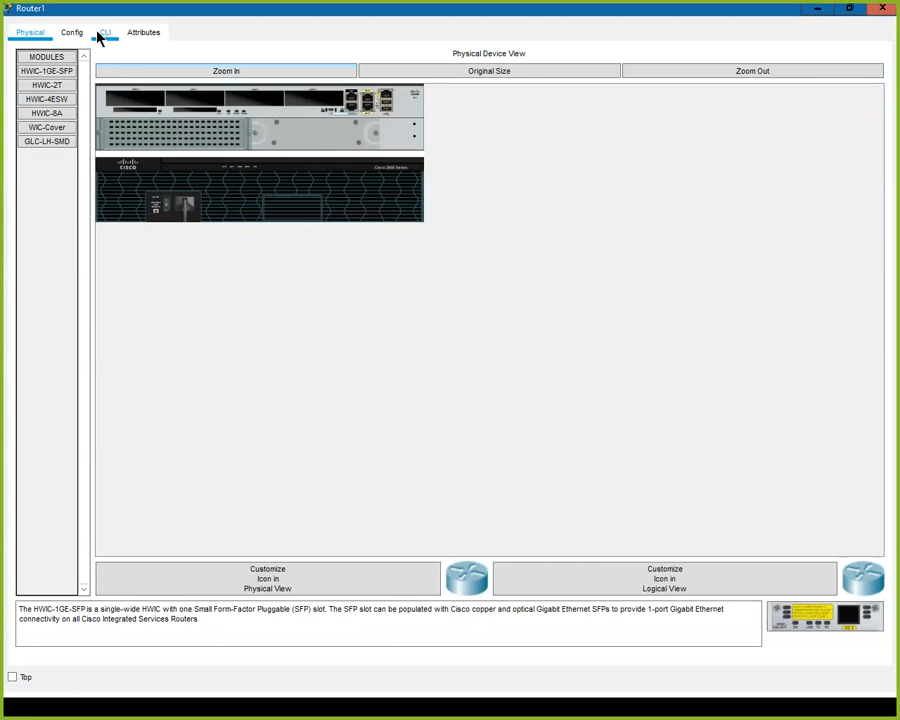 Router1
Physical
Config
CLI
Attributes
MODULES
HWIC-1GE-SFP
HWIC-2T
HWIC-4ESW
HWIC-8A
WIC-Cover
GLC-LH-SMD
Physical Device View
Zoom In
Original Size
Zoom Out
CISCO
Cisco 2900 Series
Customize
Icon in
Physical View
Customize
Icon in
Logical View
The HWIC-1GE-SFP is a single-wide HWIC with one Small Form-Factor Pluggable (SFP) slot. The SFP slot can be populated with Cisco copper and optical Gigabit Ethernet SFPs to provide 1-port Gigabit Ethernet
connectivity on all Cisco Integrated Services Routers
Top